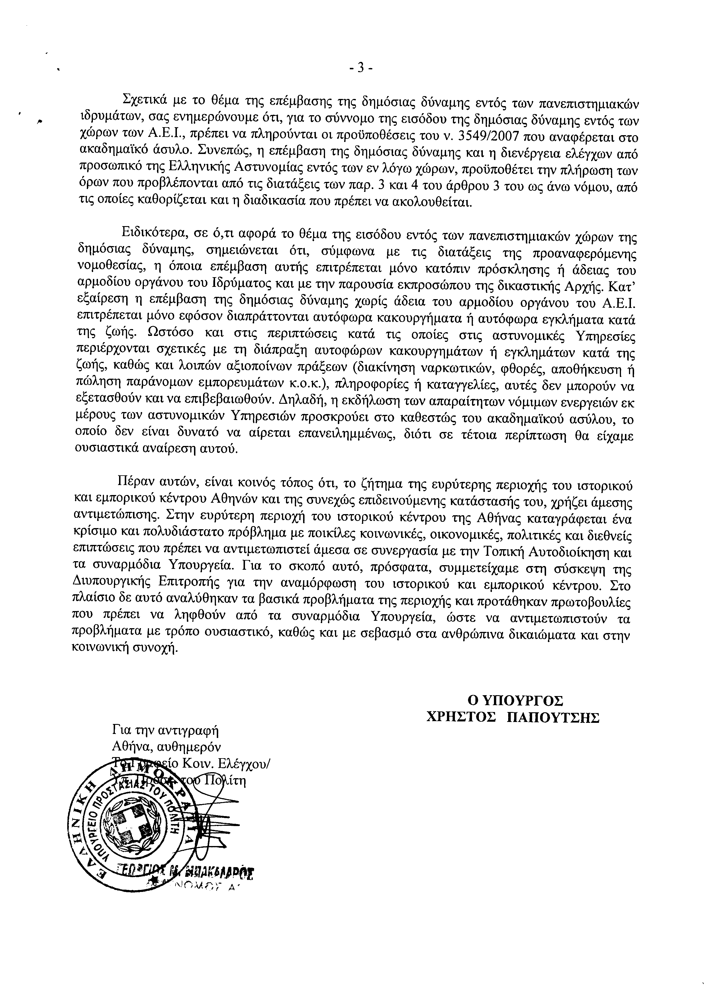 - 3 -
Σχετικά με το θέμα της επέμβασης της δημόσιας δύναμης εντός των πανεπιστημιακών
ιδρυμάτων, σας ενημερώνουμε ότι, για το σύννομο της εισόδου της δημόσιας δύναμης εντός των
χώρων των Α.Ε.Ι., πρέπει να πληρούνται οι προϋποθέσεις του ν. 3549/2007 που αναφέρεται στο
ακαδημαϊκό άσυλο. Συνεπώς, η επέμβαση της δημόσιας δύναμης και η διενέργεια ελέγχων από
προσωπικό της Ελληνικής Αστυνομίας εντός των εν λόγω χώρων, προϋποθέτει την πλήρωση των
όρων που προβλέπονται από τις διατάξεις των παρ. 3 και 4 του άρθρου 3 του ως άνω νόμου, από
τις οποίες καθορίζεται και η διαδικασία που πρέπει να ακολουθείται.
Ειδικότερα, σε ό,τι αφορά το θέμα της εισόδου εντός των πανεπιστημιακών χώρων της
δημόσιας δύναμης, σημειώνεται ότι, σύμφωνα με τις διατάξεις της προαναφερόμενης
νομοθεσίας, η όποια επέμβαση αυτής επιτρέπεται μόνο κατόπιν πρόσκλησης ή άδειας του
αρμοδίου οργάνου του Ιδρύματος και με την παρουσία εκπροσώπου της δικαστικής Αρχής. Κατ’
εξαίρεση η επέμβαση της δημόσιας δύναμης χωρίς άδεια του αρμοδίου οργάνου του Α.Ε.Ι.
επιτρέπεται μόνο εφόσον διαπράττονται αυτόφωρα κακουργήματα ή αυτόφωρα εγκλήματα κατά
της ζωής. Ωστόσο και στις περιπτώσεις κατά τις οποίες στις αστυνομικές Υπηρεσίες
περιέρχονται σχετικές με τη διάπραξη αυτοφώρων κακουργημάτων ή εγκλημάτων κατά της
ζωής, καθώς και λοιπών αξιοποίνων πράξεων (διακίνηση ναρκωτικών, φθορές, αποθήκευση ή
πώληση παράνομων εμπορευμάτων κ.ο.κ.), πληροφορίες ή καταγγελίες, αυτές δεν μπορούν να
εξετασθούν και να επιβεβαιωθούν. Δηλαδή, η εκδήλωση των απαραίτητων νόμιμων ενεργειών εκ
μέρους των αστυνομικών Υπηρεσιών προσκρούει στο καθεστώς του ακαδημαϊκού ασύλου, το
οποίο δεν είναι δυνατό να αίρεται επανειλημμένως, διότι σε τέτοια περίπτωση θα είχαμε
ουσιαστικά αναίρεση αυτού.
Πέραν αυτών, είναι κοινός τόπος ότι, το ζήτημα της ευρύτερης περιοχής του ιστορικού
και εμπορικού κέντρου Αθηνών και της συνεχώς επιδεινούμενης κατάστασής του, χρήζει άμεσης
αντιμετώπισης. Στην ευρύτερη περιοχή του ιστορικού κέντρου της Αθήνας καταγράφεται ένα
κρίσιμο και πολυδιάστατο πρόβλημα με ποικίλες κοινωνικές, οικονομικές, πολιτικές και διεθνείς
επιπτώσεις που πρέπει να αντιμετωπιστεί άμεσα σε συνεργασία με την Τοπική Αυτοδιοίκηση και
τα συναρμόδια Υπουργεία. Για το σκοπό αυτό, πρόσφατα, συμμετείχαμε στη σύσκεψη της
Διυπουργικής Επιτροπής για την αναμόρφωση του ιστορικού και εμπορικού κέντρου. Στο
πλαίσιο δε αυτό αναλύθηκαν τα βασικά προβλήματα της περιοχής και προτάθηκαν πρωτοβουλίες
που πρέπει να ληφθούν από τα συναρμόδια Υπουργεία, ώστε να αντιμετωπιστούν τα
προβλήματα με τρόπο ουσιαστικό, καθώς και με σεβασμό στα ανθρώπινα δικαιώματα και στην
κοινωνική συνοχή.
Ο ΥΠΟΥΡΓΟΣ
ΧΡΗΣΤΟΣ ΠΑΠΟΥΤΣΗΣ
Για την αντιγραφή
Αθήνα, αυθημερόν
Το Γραφείο Κοιν. Ελέγχου/
Υπ. Προστ. του Πολίτη
ΕΛΛΗΝΙΚΗ ΔΗΜΟΚΡΑΤΙΑ
ΥΠΟΥΡΓΕΙΟ ΠΡΟΣΤΑΣΙΑΣ ΤΟΥ ΠΟΛΙΤΗ
ΓΕΩΡΓΙΟΣ Μ.